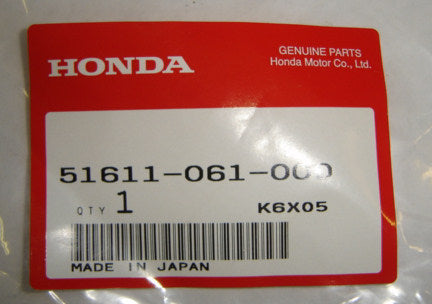 HONDA
GENUINE PARTS
Honda Motor Co., Ltd.
51611-061-000
QTY 1 K6X05
MADE IN JAPAN